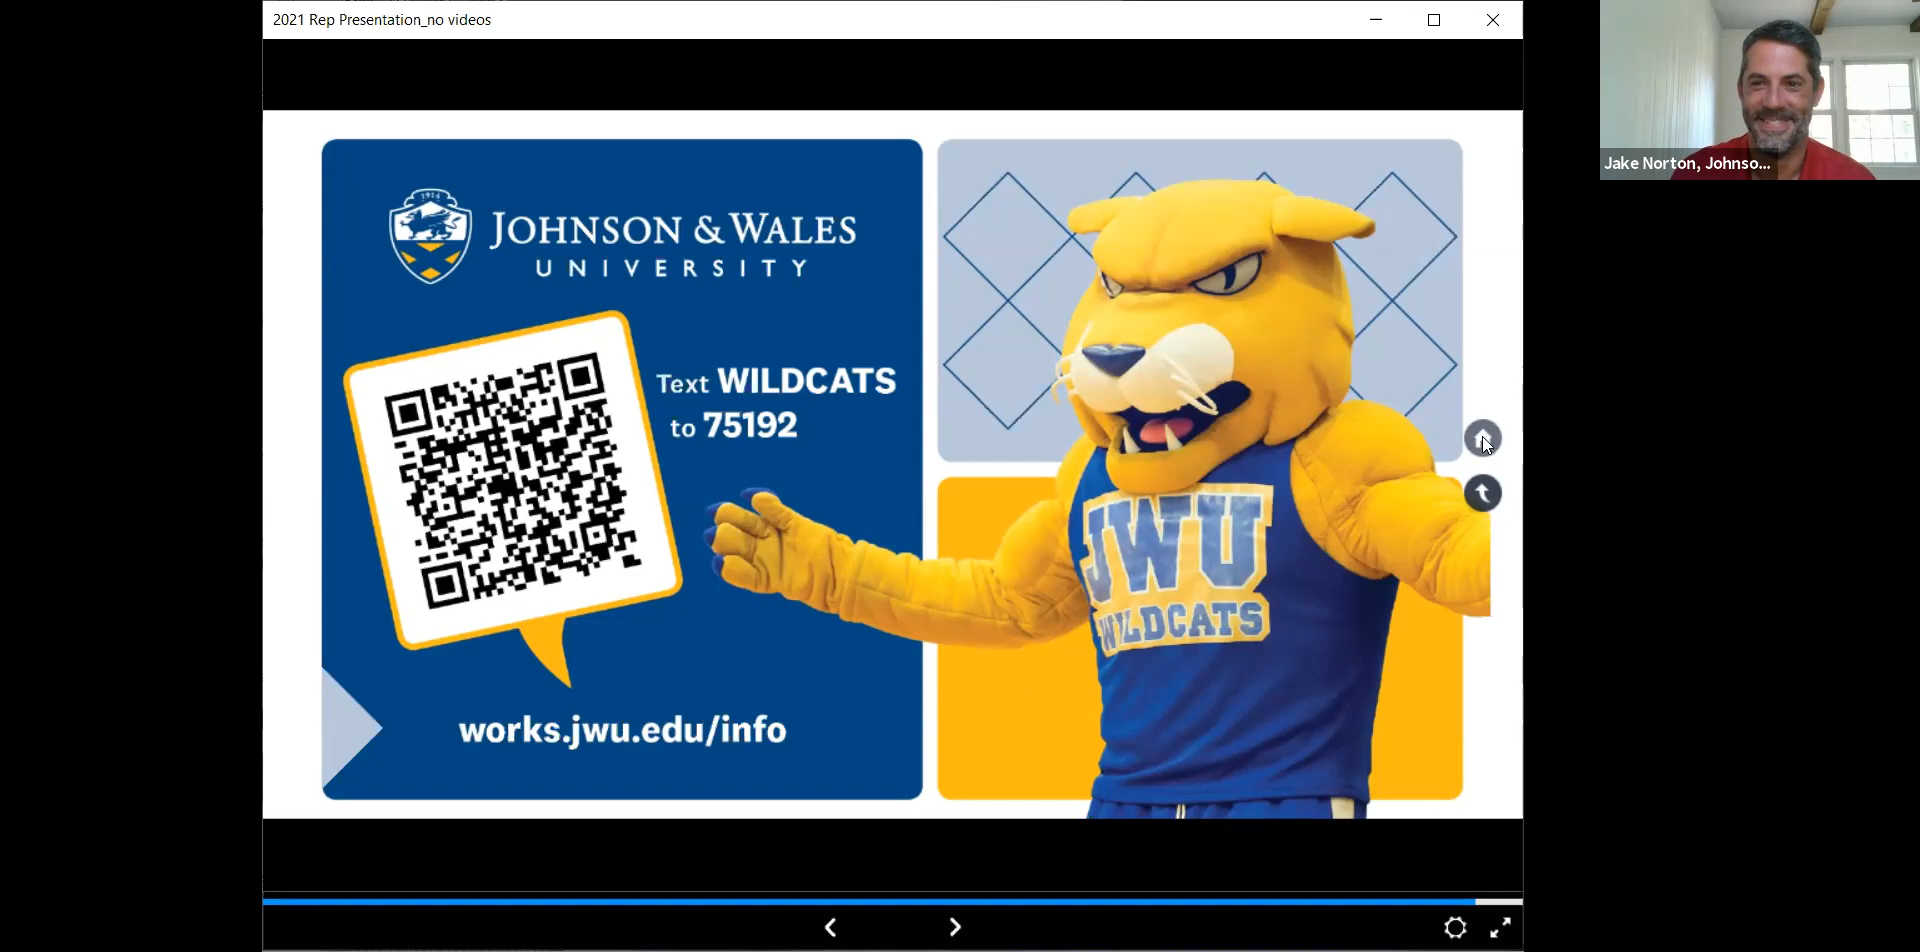 2021 Rep Presentation_no videos
Jake Norton, Johnso...
1914
JOHNSON & WALES
UNIVERSITY
Text WILDCATS
to 75192
JWU
WILDCATS
works.jwu.edu/info